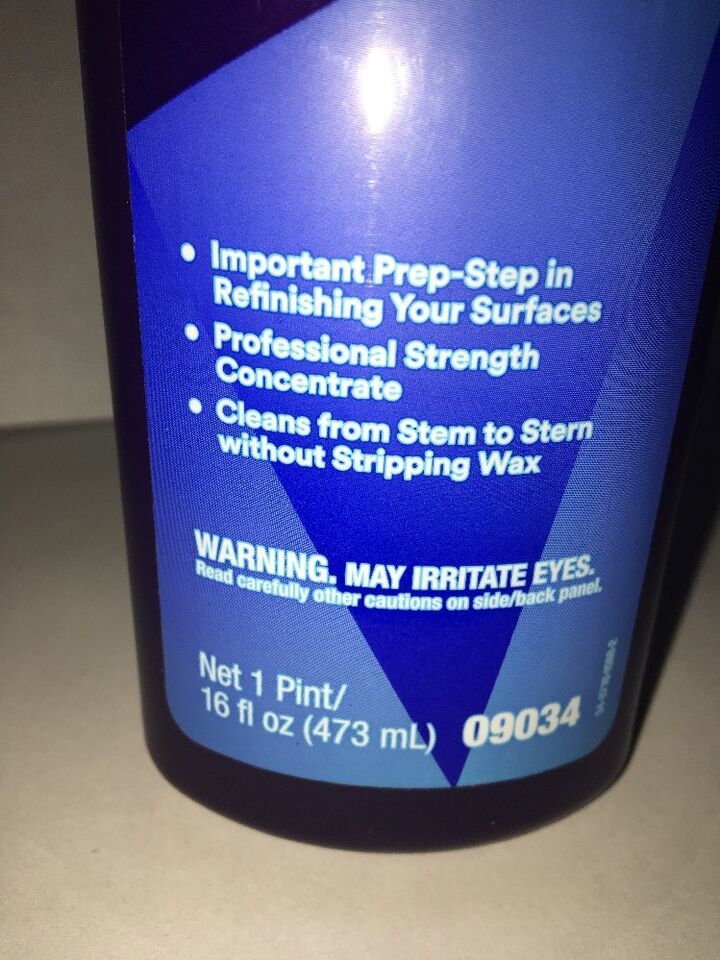 • Important Prep-Step in
Refinishing Your Surfaces
• Professional Strength
Concentrate
• Cleans from Stem to Stern
without Stripping Wax
WARNING. MAY IRRITATE EYES.
Read carefully other cautions on side/back panel.
Net 1 Pint/
16 fl oz (473 mL)
09034